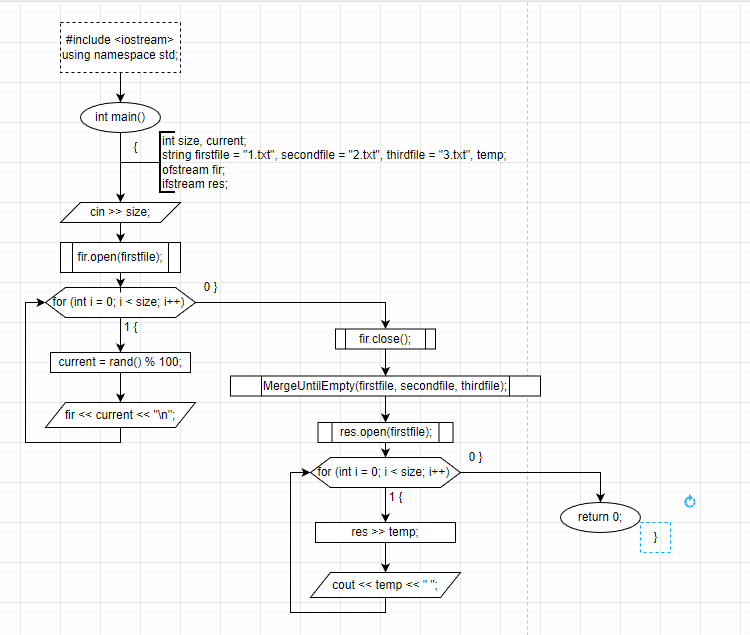 #include <iostream>
using namespace std;
int main()
{
int size, current;
string firstfile = "1.txt", secondfile = "2.txt", thirdfile = "3.txt", temp;
ofstream fir;
ifstream res;
cin >> size;
fir.open(firstfile);
for (int i = 0; i < size; i++)
0 }
1 {
current = rand() % 100;
fir << current << "\n";
fir.close();
MergeUntilEmpty(firstfile, secondfile, thirdfile);
res.open(firstfile);
for (int i = 0; i < size; i++)
0 }
1 {
res >> temp;
cout << temp << " ";
return 0;
}